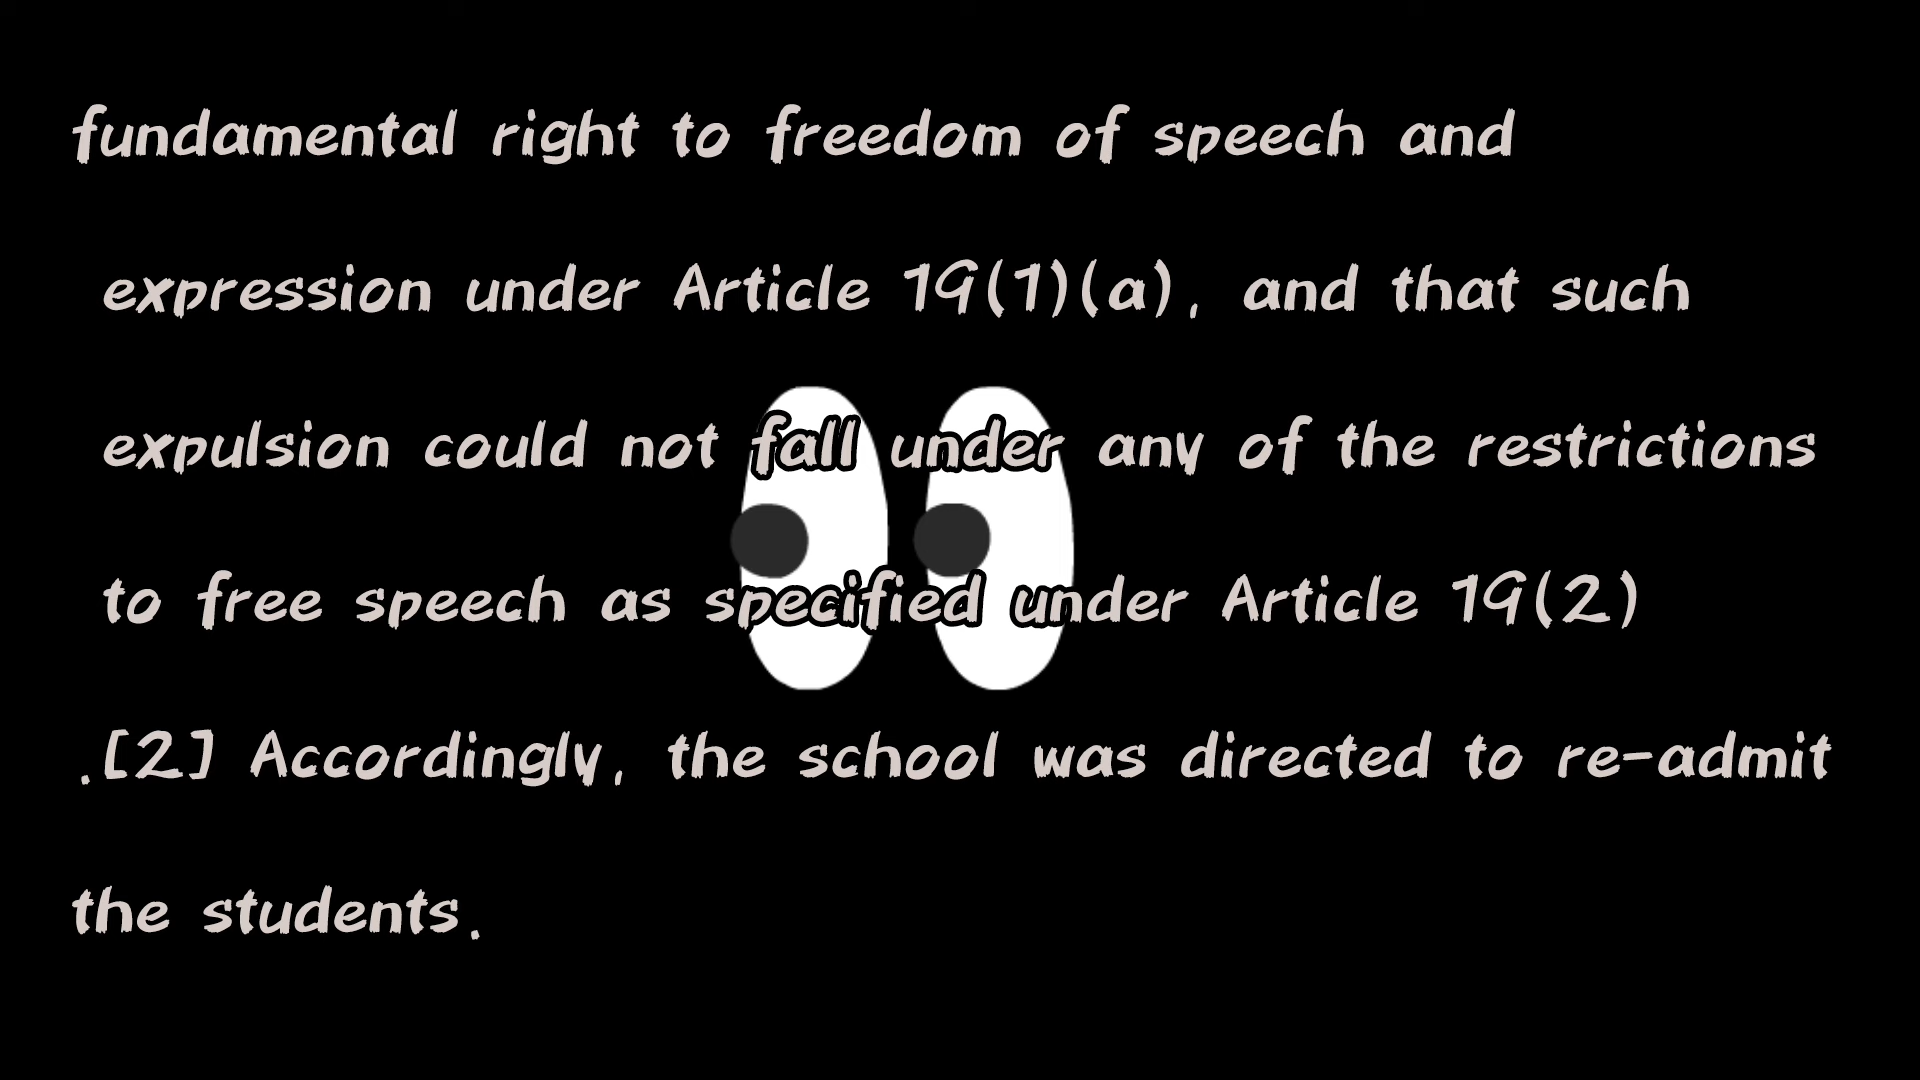 fundamental right to freedom of speech and
expression under Article 19(1)(a), and that such
expulsion could not fall under any of the restrictions
to free speech as specified under Article 19(2)
.[2] Accordingly, the school was directed to re-admit
the students.